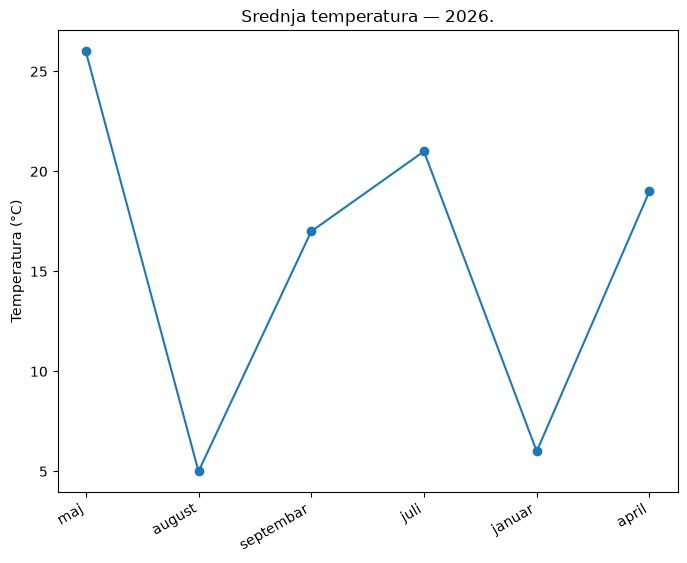 Srednja temperatura — 2026.
Temperatura (°C)
25
20
15
10
5
maj
august
septembar
juli
januar
april